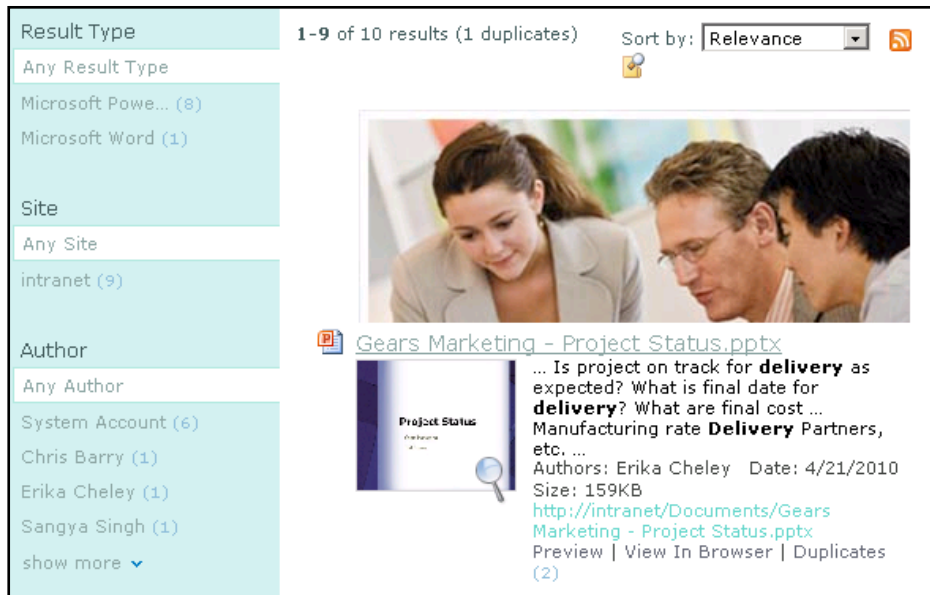 Result Type
Any Result Type
Microsoft Powe... (8)
Microsoft Word (1)
Site
Any Site
intranet (9)
Author
Any Author
System Account (6)
Chris Barry (1)
Erika Cheley (1)
Sangya Singh (1)
show more
1-9 of 10 results (1 duplicates)
Sort by: Relevance
Gears Marketing - Project Status.pptx
Project Status
... Is project on track for delivery as
expected? What is final date for
delivery? What are final cost ...
Manufacturing rate Delivery Partners,
etc. ...
Authors: Erika Cheley Date: 4/21/2010
Size: 159KB
http://intranet/Documents/Gears
Marketing - Project Status.pptx
Preview | View In Browser | Duplicates
(2)